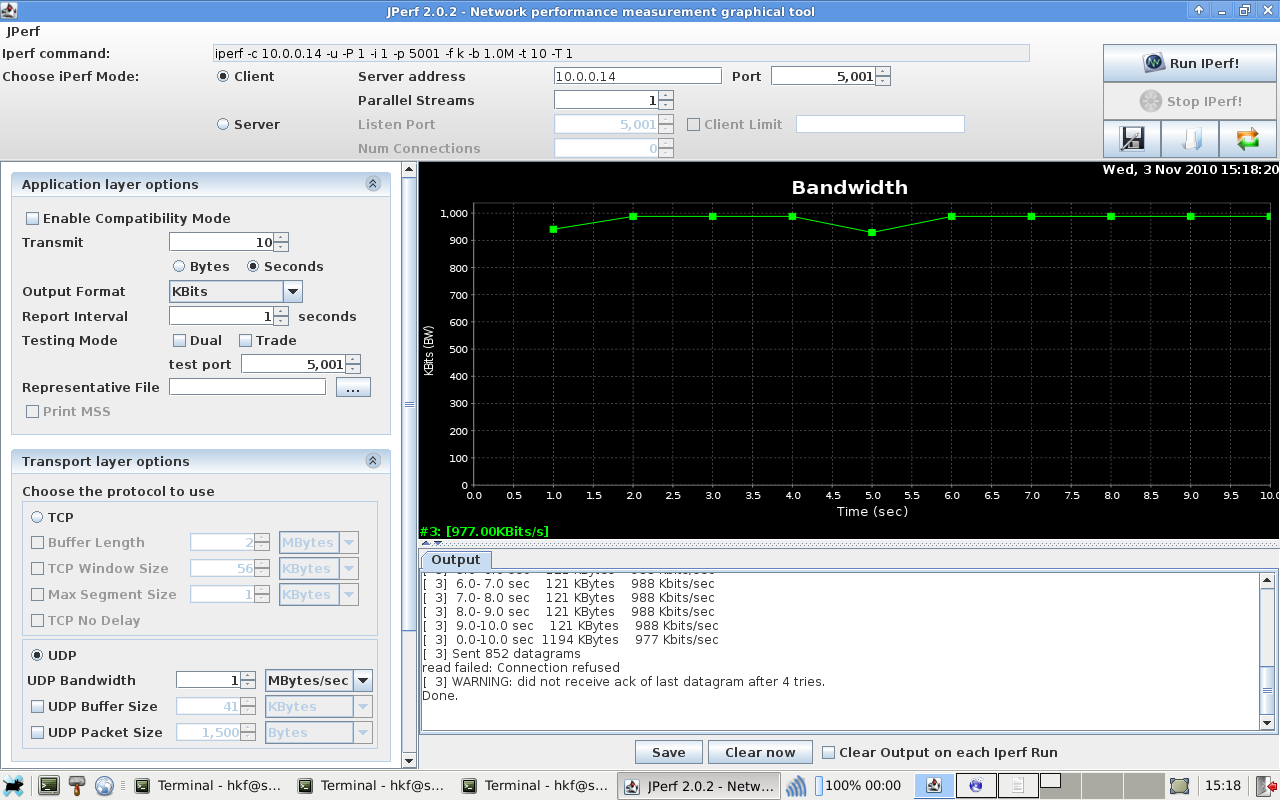 JPerf 2.0.2 - Network performance measurement graphical tool
JPerf
Iperf command: iperf -c 10.0.0.14 -u -P 1 -i 1 -p 5001 -f k -b 1.0M -t 10 -T 1
Choose iPerf Mode: Client Server address 10.0.0.14 Port 5,001
Parallel Streams 1
Server Listen Port 5,001 Client Limit
Num Connections 0
Run IPerf!
Stop IPerf!
Application layer options
Enable Compatibility Mode
Transmit 10
Bytes Seconds
Output Format KBits
Report Interval 1 seconds
Testing Mode Dual Trade
test port 5,001
Representative File ...
Print MSS
Transport layer options
Choose the protocol to use
TCP
Buffer Length 2 MBytes
TCP Window Size 56 KBytes
Max Segment Size 1 KBytes
TCP No Delay
UDP
UDP Bandwidth 1 MBytes/sec
UDP Buffer Size 41 KBytes
UDP Packet Size 1,500 Bytes
Wed, 3 Nov 2010 15:18:20
Bandwidth
KBits (BW)
1,000
900
800
700
600
500
400
300
200
100
0
0.0 0.5 1.0 1.5 2.0 2.5 3.0 3.5 4.0 4.5 5.0 5.5 6.0 6.5 7.0 7.5 8.0 8.5 9.0 9.5 10.0
Time (sec)
#3: [977.00KBits/s]
Output
[ 3] 6.0- 7.0 sec 121 KBytes 988 Kbits/sec
[ 3] 7.0- 8.0 sec 121 KBytes 988 Kbits/sec
[ 3] 8.0- 9.0 sec 121 KBytes 988 Kbits/sec
[ 3] 9.0-10.0 sec 121 KBytes 988 Kbits/sec
[ 3] 0.0-10.0 sec 1194 KBytes 977 Kbits/sec
[ 3] Sent 852 datagrams
read failed: Connection refused
[ 3] WARNING: did not receive ack of last datagram after 4 tries.
Done.
Save Clear now Clear Output on each Iperf Run
Terminal - hkf@s... Terminal - hkf@s... Terminal - hkf@s... JPerf 2.0.2 - Netw... 100% 00:00 15:18